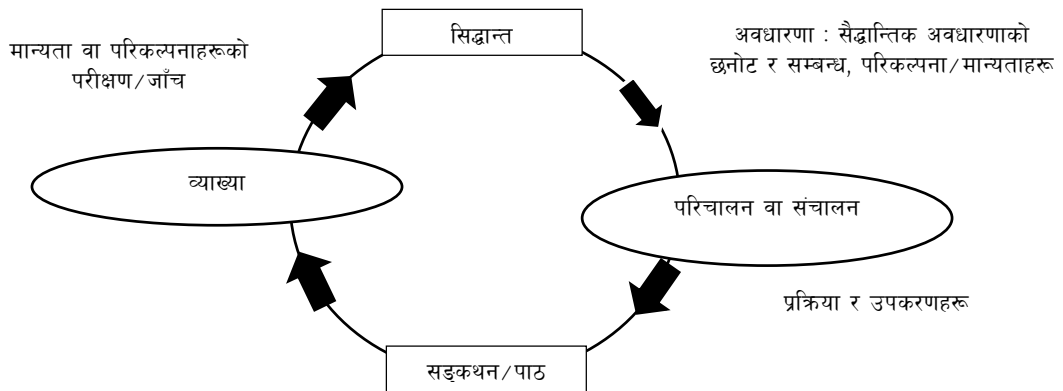 सिद्धान्त
मान्यता वा परिकल्पनाहरूको
परीक्षण/जाँच
अवधारणा : सैद्धान्तिक अवधारणाको
छनोट र सम्बन्ध, परिकल्पना/मान्यताहरू
व्याख्या
परिचालन वा संचालन
प्रक्रिया र उपकरणहरू
सङ्कथन/पाठ